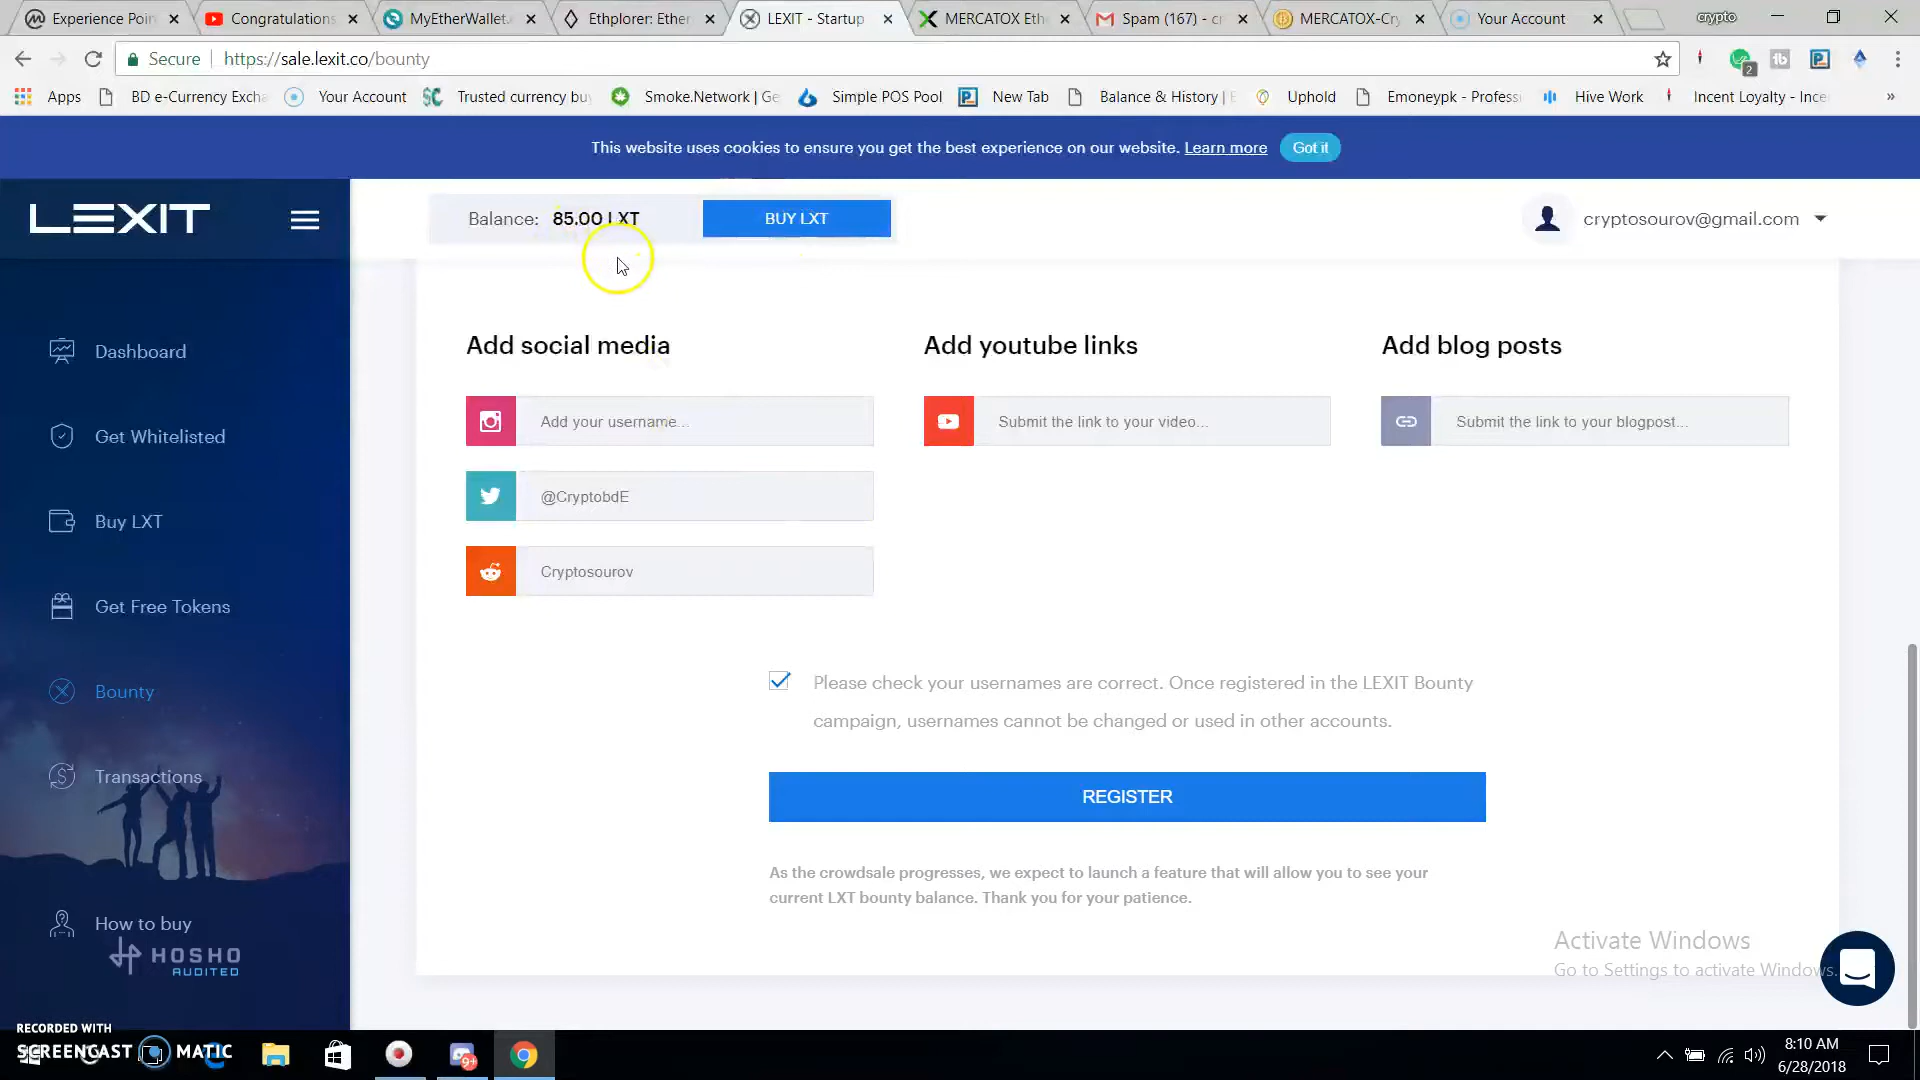 Experience Poin
Congratulations
MyEtherWallet.
Ethplorer: Ether
LEXIT - Startup
MERCATOX Eth
Spam (167) - cr
MERCATOX-Cry
Your Account
crypto
Secure
https://sale.lexit.co/bounty
2
Apps
BD e-Currency Excha
Your Account
Trusted currency buy
Smoke.Network | Ge
Simple POS Pool
New Tab
Balance & History |
Uphold
Emoneypk - Professi
Hive Work
Incent Loyalty - Ince
»
This website uses cookies to ensure you get the best experience on our website. Learn more
Got it
LEXIT
Balance: 85.00 LXT
BUY LXT
cryptosourov@gmail.com
Dashboard
Get Whitelisted
Buy LXT
Get Free Tokens
Bounty
Transactions
How to buy
HOSHO
AUDITED
Add social media
Add your username...
@CryptobdE
Cryptosourov
Add youtube links
Submit the link to your video...
Add blog posts
Submit the link to your blogpost...
Please check your usernames are correct. Once registered in the LEXIT Bounty
campaign, usernames cannot be changed or used in other accounts.
REGISTER
As the crowdsale progresses, we expect to launch a feature that will allow you to see your
current LXT bounty balance. Thank you for your patience.
Activate Windows
Go to Settings to activate Windows.
RECORDED WITH
SCREENCAST MATIC
9+
8:10 AM
6/28/2018